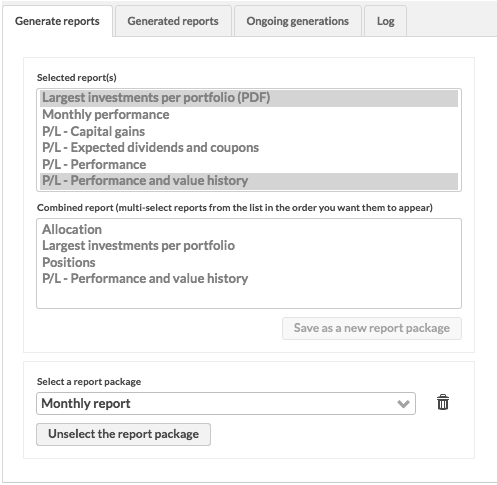 Generate reports
Generated reports
Ongoing generations
Log
Selected report(s)
Largest investments per portfolio (PDF)
Monthly performance
P/L - Capital gains
P/L - Expected dividends and coupons
P/L - Performance
P/L - Performance and value history
Combined report (multi-select reports from the list in the order you want them to appear)
Allocation
Largest investments per portfolio
Positions
P/L - Performance and value history
Save as a new report package
Select a report package
Monthly report
Unselect the report package